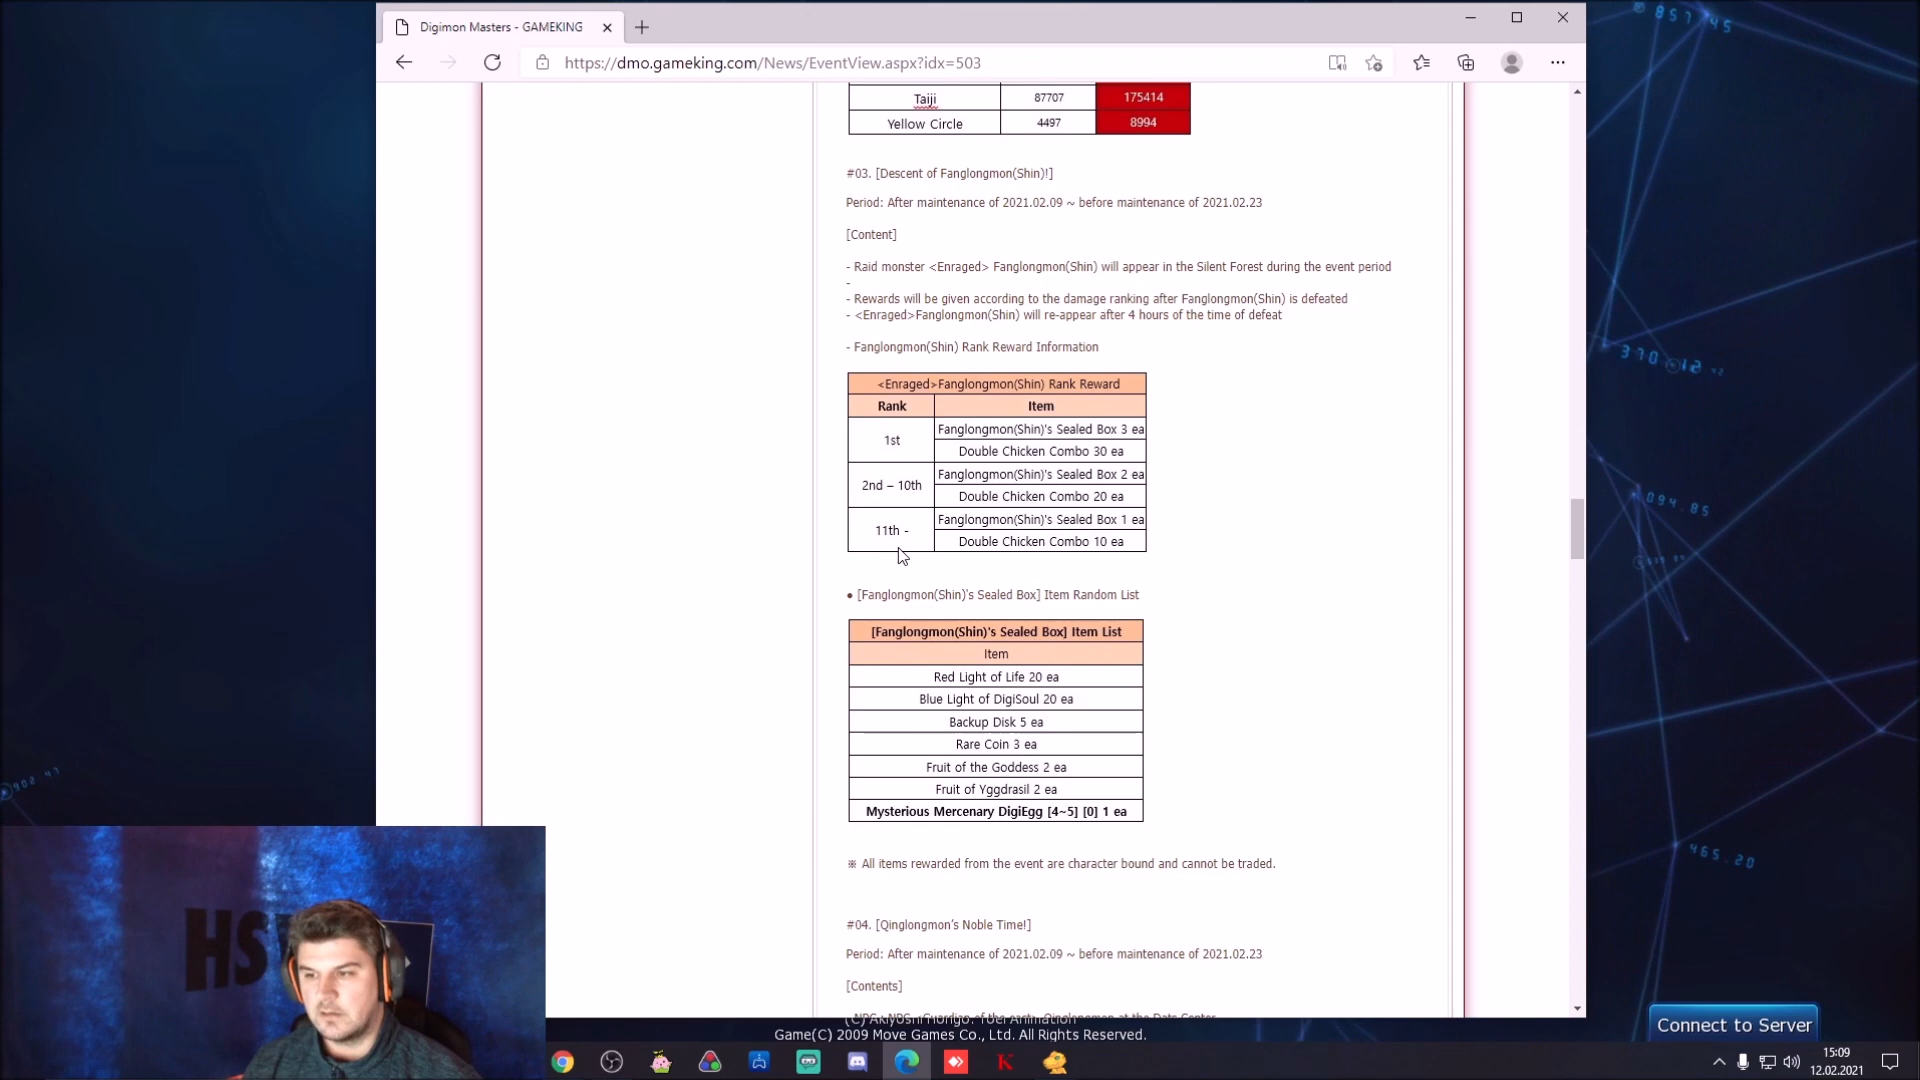 Digimon Masters - GAMEKING
https://dmo.gameking.com/News/EventView.aspx?idx=503
Taiji 87707 175414
Yellow Circle 4497 8994
#03. [Descent of Fanglongmon(Shin)!]
Period: After maintenance of 2021.02.09 ~ before maintenance of 2021.02.23
[Content]
- Raid monster <Enraged> Fanglongmon(Shin) will appear in the Silent Forest during the event period
-
- Rewards will be given according to the damage ranking after Fanglongmon(Shin) is defeated
- <Enraged>Fanglongmon(Shin) will re-appear after 4 hours of the time of defeat
- Fanglongmon(Shin) Rank Reward Information
<Enraged>Fanglongmon(Shin) Rank Reward
Rank Item
1st Fanglongmon(Shin)'s Sealed Box 3 ea
Double Chicken Combo 30 ea
2nd – 10th Fanglongmon(Shin)'s Sealed Box 2 ea
Double Chicken Combo 20 ea
11th - Fanglongmon(Shin)'s Sealed Box 1 ea
Double Chicken Combo 10 ea
● [Fanglongmon(Shin)'s Sealed Box] Item Random List
[Fanglongmon(Shin)'s Sealed Box] Item List
Item
Red Light of Life 20 ea
Blue Light of DigiSoul 20 ea
Backup Disk 5 ea
Rare Coin 3 ea
Fruit of the Goddess 2 ea
Fruit of Yggdrasil 2 ea
Mysterious Mercenary DigiEgg [4~5] [0] 1 ea
※ All items rewarded from the event are character bound and cannot be traded.
#04. [Qinglongmon's Noble Time!]
Period: After maintenance of 2021.02.09 ~ before maintenance of 2021.02.23
[Contents]
Game(C) 2009 Move Games Co., Ltd. All Rights Reserved.
Connect to Server
HS
094.85
465.20
15:09
12.02.2021